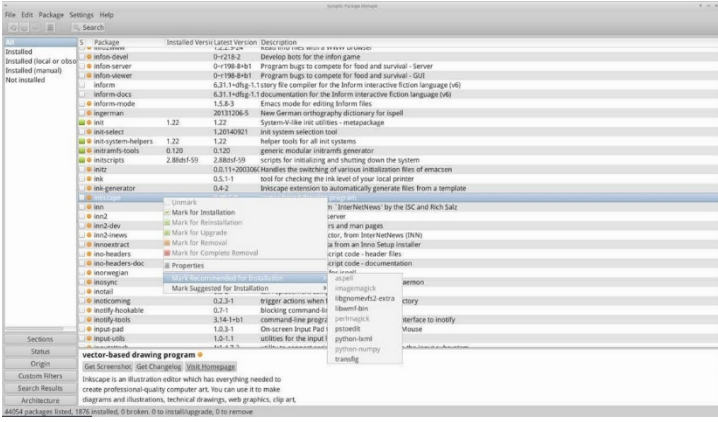 Synaptic Package Manager
File Edit Package Settings Help
Search
All
Installed
Installed (local or obso
Installed (manual)
Not installed
S Package Installed Versi Latest Version Description
infon-devel 0~r218-2 Develop bots for the infon game
infon-server 0~r198-8+b1 Program bugs to compete for food and survival - Server
infon-viewer 0~r198-8+b1 Program bugs to compete for food and survival - GUI
inform 6.31.1+dfsg-1.1 story file compiler for the Inform interactive fiction language (v6)
inform-docs 6.31.1+dfsg-1.1 documentation for the Inform interactive fiction language (v6)
inform-mode 1.5.8-3 Emacs mode for editing Inform files
ingerman 20131206-5 New German orthography dictionary for ispell
init 1.22 1.22 System-V-like init utilities - metapackage
init-select 1.20140921 init system selection tool
init-system-helpers 1.22 1.22 helper tools for all init systems
initramfs-tools 0.120 0.120 generic modular initramfs generator
initscripts 2.88dsf-59 2.88dsf-59 scripts for initializing and shutting down the system
initz 0.0.11+200306( Handles the switching of various initialization files of emacsen
ink 0.5.1-1 tool for checking the ink level of your local printer
ink-generator 0.4-2 Inkscape extension to automatically generate files from a template
inkscape program
inn 'InterNetNews' by the ISC and Rich Salz
inn2 server
inn2-dev rs and man pages
inn2-inews ctor, from InterNetNews (INN)
innoextract ta from an Inno Setup installer
ino-headers cript code - header files
ino-headers-doc cript code - documentation
inorwegian for ispell
inosync aemon
inotail
inoticoming 0.2.3-1 trigger actions when ctory
inotify-hookable 0.7-1 blocking command-li
inotify-tools 3.14-1+b1 command-line progra nterface to inotify
input-pad 1.0.3-1 On-screen Input Pad Mouse
input-utils 1.0-1.1 utilities for the input l
Unmark
Mark for Installation
Mark for Reinstallation
Mark for Upgrade
Mark for Removal
Mark for Complete Removal
Properties
Mark Recommended for Installation
Mark Suggested for Installation
aspell
imagemagick
libgnomevfs2-extra
libwmf-bin
perlmagick
pstoedit
python-lxml
python-numpy
transfig
Sections
Status
Origin
Custom Filters
Search Results
Architecture
vector-based drawing program
Get Screenshot Get Changelog Visit Homepage
Inkscape is an illustration editor which has everything needed to
create professional-quality computer art. You can use it to make
diagrams and illustrations, technical drawings, web graphics, clip art,
44054 packages listed, 1876 installed, 0 broken. 0 to install/upgrade, 0 to remove